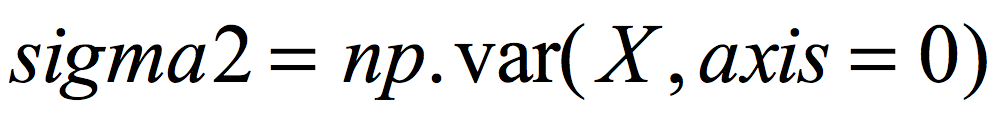 sigma2 = np.var(X,axis = 0)